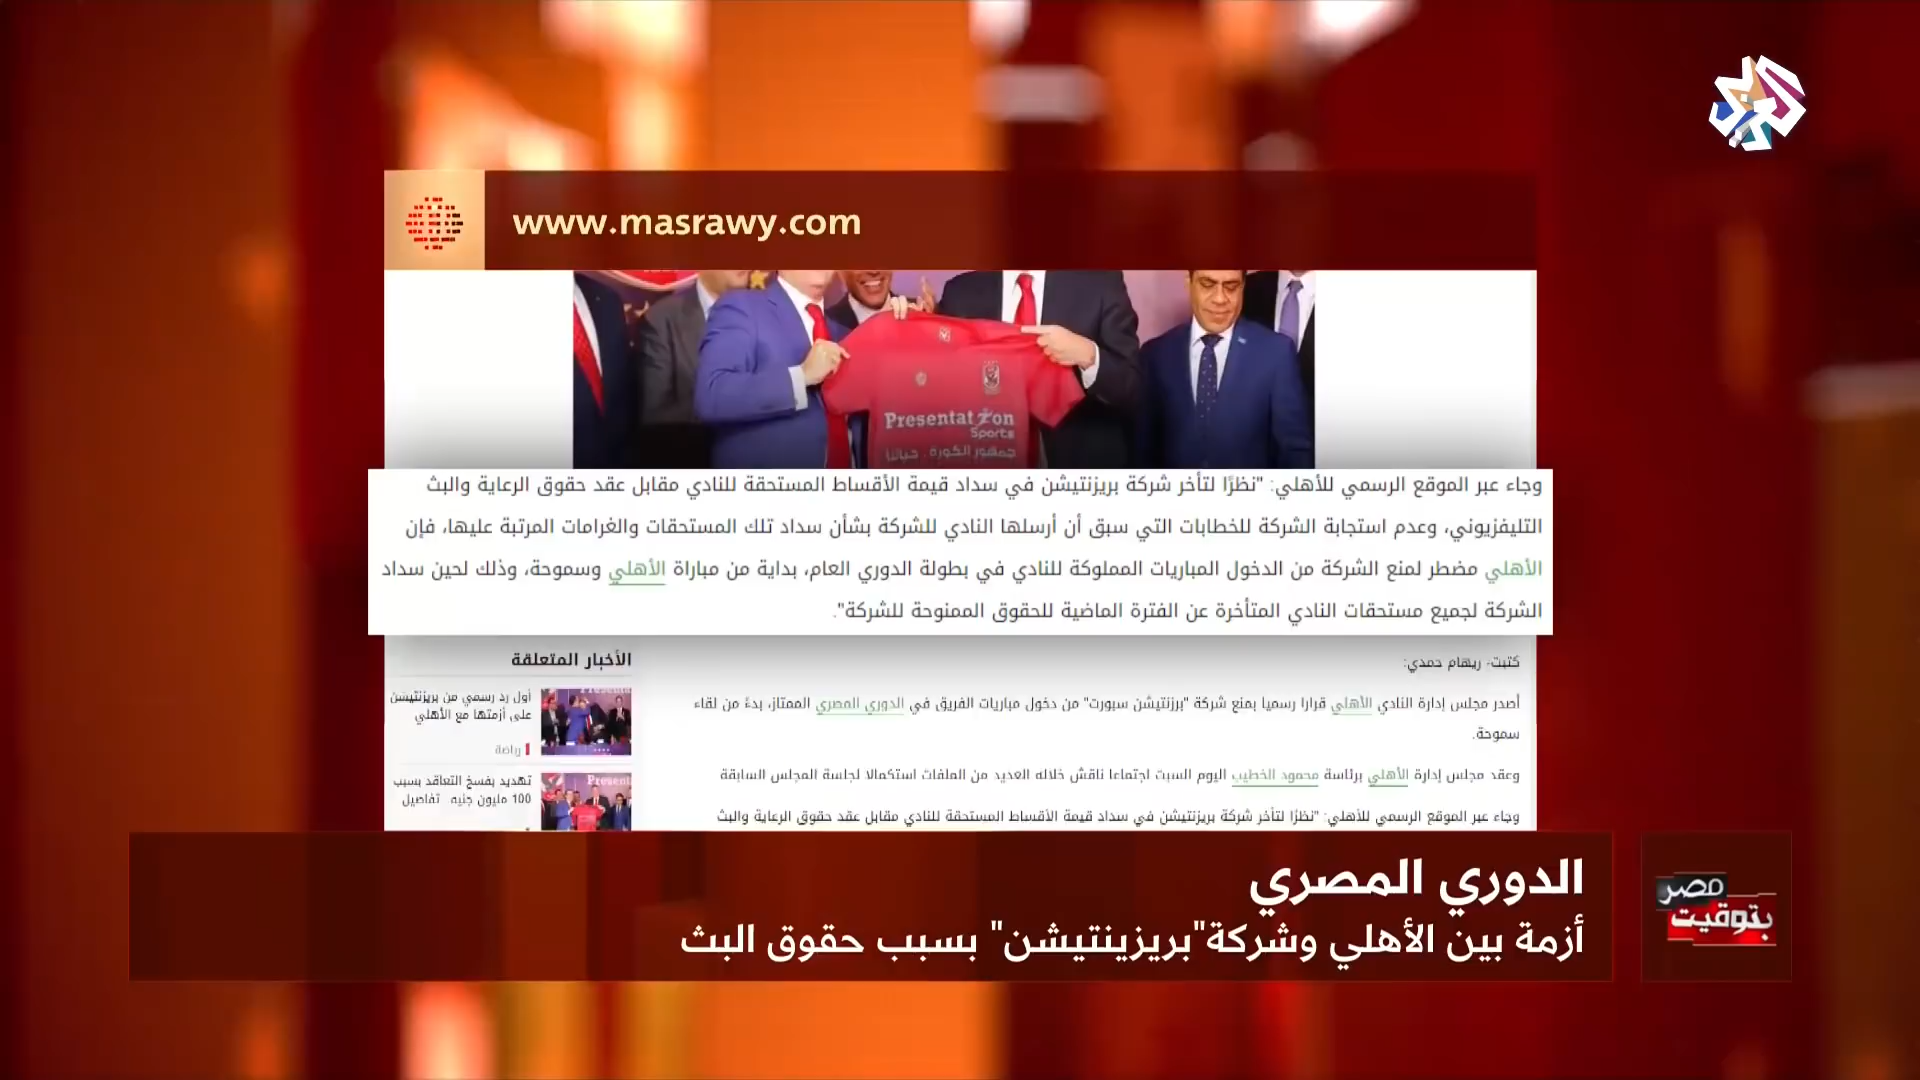 www.masrawy.com
Presentation
Sports
جمهور الكورة . حياتنا
وجاء عبر الموقع الرسمي للأهلي: "نظرًا لتأخر شركة بريزنتيشن في سداد قيمة الأقساط المستحقة للنادي مقابل عقد حقوق الرعاية والبث
التليفزيوني، وعدم استجابة الشركة للخطابات التي سبق أن أرسلها النادي للشركة بشأن سداد تلك المستحقات والغرامات المرتبة عليها، فإن
الأهلي مضطر لمنع الشركة من الدخول المباريات المملوكة للنادي في بطولة الدوري العام، بداية من مباراة الأهلي وسموحة، وذلك لحين سداد
الشركة لجميع مستحقات النادي المتأخرة عن الفترة الماضية للحقوق الممنوحة للشركة".
كتبت- ريهام حمدي:
أصدر مجلس إدارة النادي الأهلي قرارا رسميا بمنع شركة "برزنتيشن سبورت" من دخول مباريات الفريق في الدوري المصري الممتاز، بدءً من لقاء
سموحة.
وعقد مجلس إدارة الأهلي برئاسة محمود الخطيب اليوم السبت اجتماعا ناقش خلاله العديد من الملفات استكمالا لجلسة المجلس السابقة
وجاء عبر الموقع الرسمي للأهلي: "نظرًا لتأخر شركة بريزنتيشن في سداد قيمة الأقساط المستحقة للنادي مقابل عقد حقوق الرعاية والبث
الأخبار المتعلقة
أول رد رسمي من بريزنتيشن
على أزمتها مع الأهلي
رياضة
تهديد بفسخ التعاقد بسبب
100 مليون جنيه تفاصيل
الدوري المصري
أزمة بين الأهلي وشركة"بريزينتيشن" بسبب حقوق البث
مصر
بتوقيت